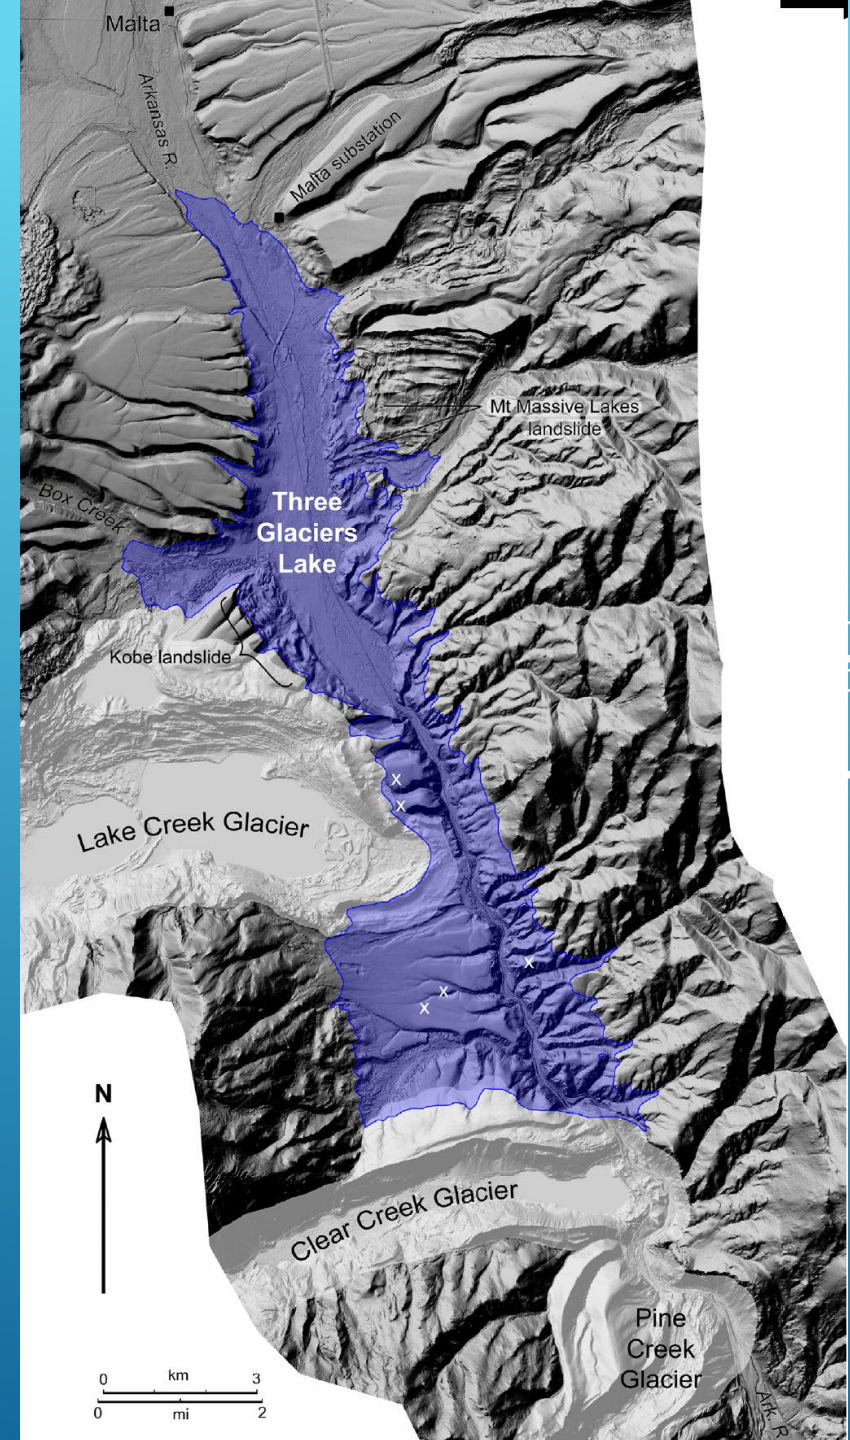 Malta
Arkansas R.
Malta substation
Mt Massive Lakes
landslide
Box Creek
Three
Glaciers
Lake
Kobe landslide
x
x
Lake Creek Glacier
x
x
x
N
Clear Creek Glacier
Pine
Creek
Glacier
Ark. R
0 km 3
0 mi 2